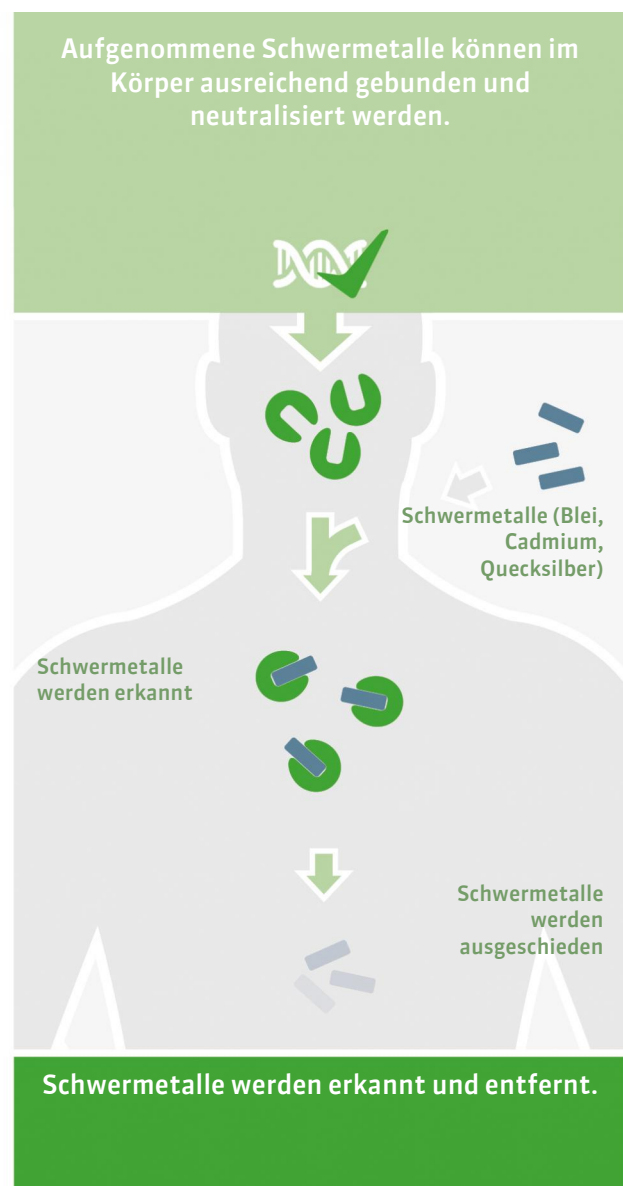 Aufgenommene Schwermetalle können im
Körper ausreichend gebunden und
neutralisiert werden.
Schwermetalle (Blei,
Cadmium,
Quecksilber)
Schwermetalle
werden erkannt
Schwermetalle
werden
ausgeschieden
Schwermetalle werden erkannt und entfernt.